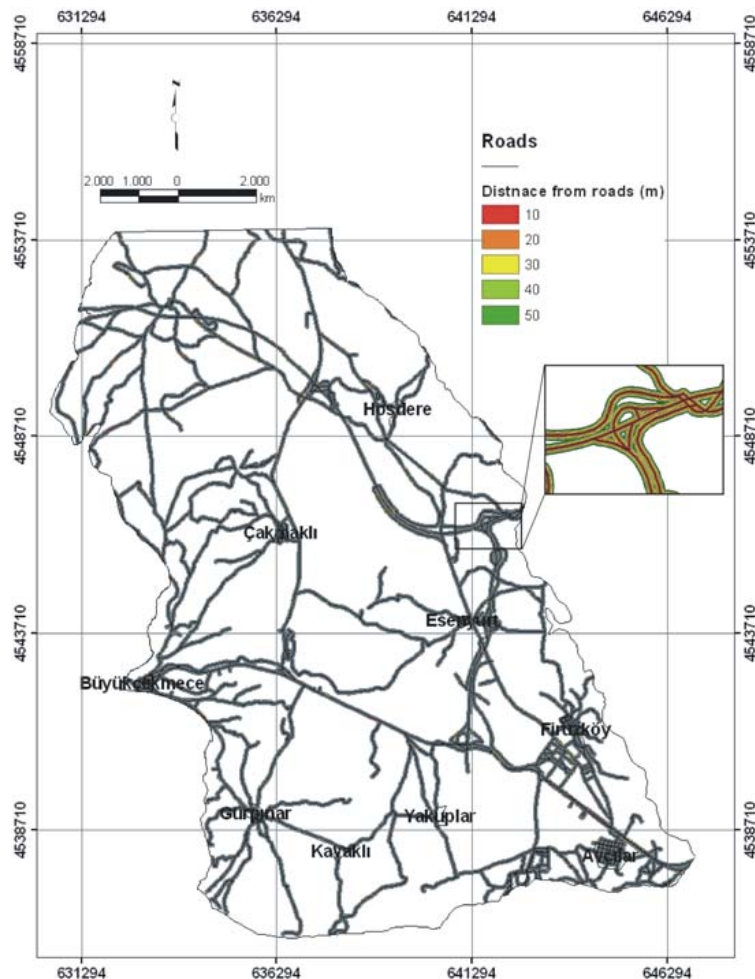 631294 636294 641294 646294
4558710 4558710
Roads
2.000 1.000 0 2.000
km
Distnace from roads (m)
10
20
30
40
50
4553710 4553710
Hoşdere
4548710 4548710
Çakmaklı
Esenyurt
4543710 4543710
Büyükçekmece
Firuzköy
Gürpınar
Yakuplar
4538710 4538710
Kayaklı
Avcılar
631294 636294 641294 646294